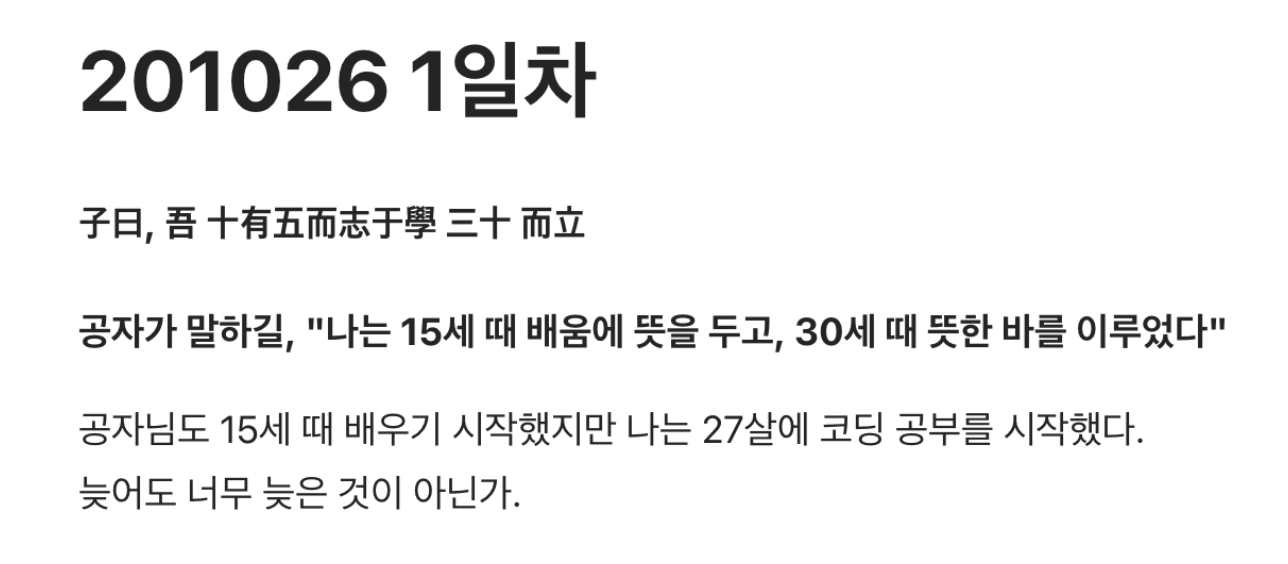 201026 1일차
子曰, 吾 十有五而志于學 三十 而立
공자가 말하길, "나는 15세 때 배움에 뜻을 두고, 30세 때 뜻한 바를 이루었다"
공자님도 15세 때 배우기 시작했지만 나는 27살에 코딩 공부를 시작했다.
늦어도 너무 늦은 것이 아닌가.